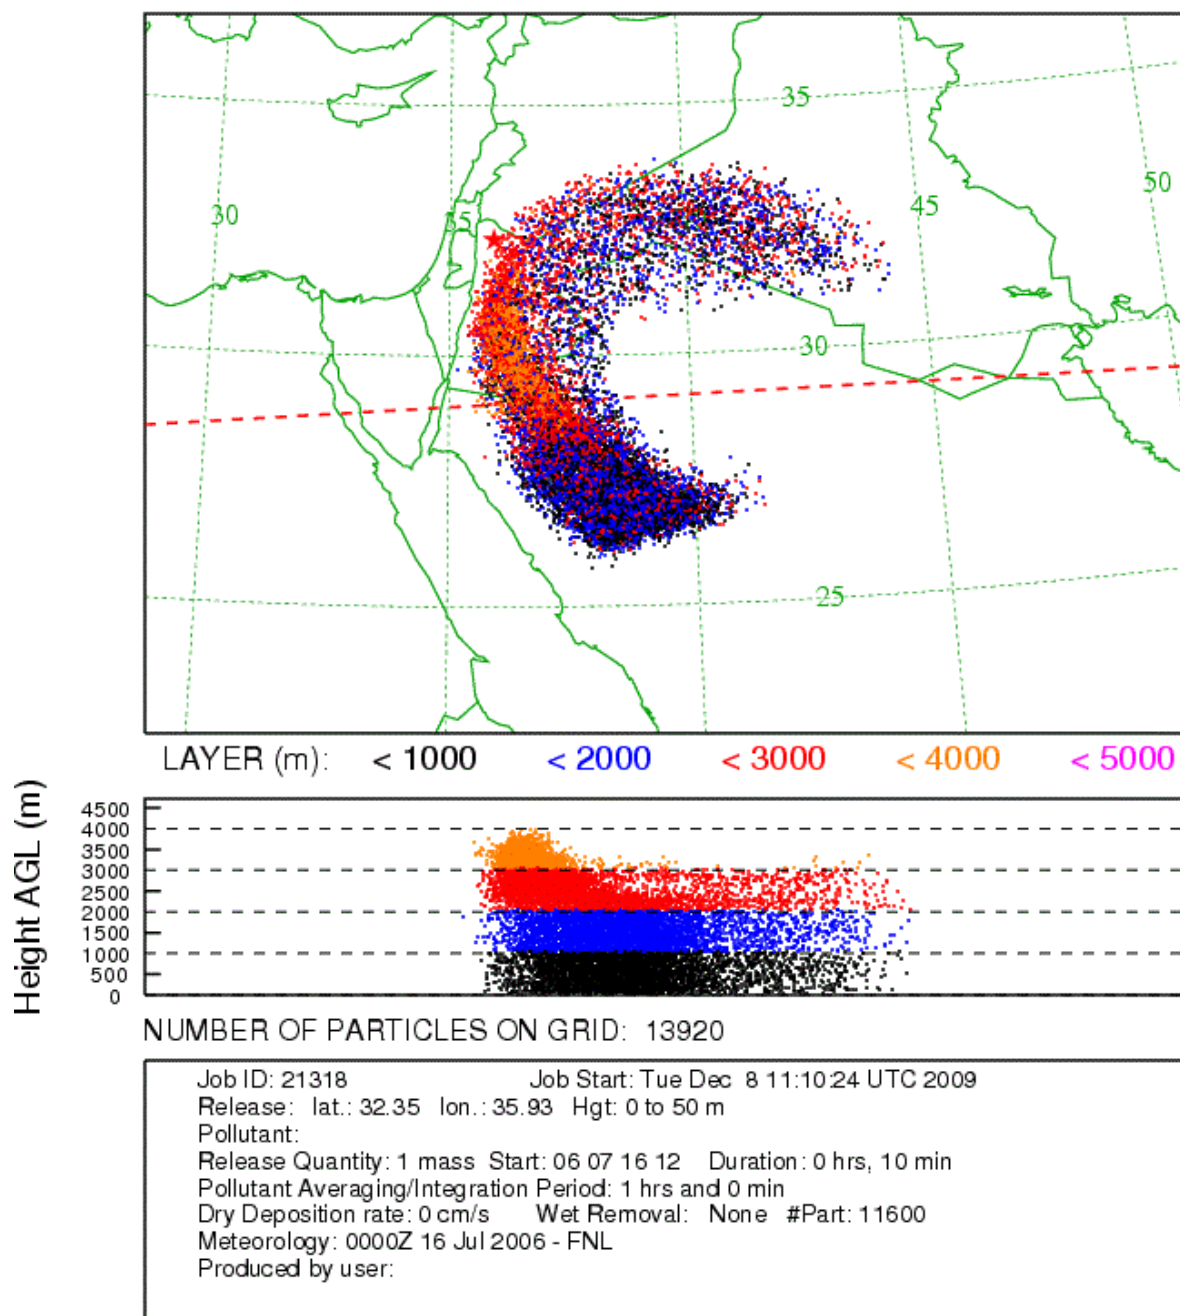 35
50
45
30
35
30
25
LAYER (m): < 1000 < 2000 < 3000 < 4000 < 5000
Height AGL (m)
4500
4000
3500
3000
2500
2000
1500
1000
500
0
NUMBER OF PARTICLES ON GRID: 13920
Job ID: 21318 Job Start: Tue Dec 8 11:10:24 UTC 2009
Release: lat.: 32.35 lon.: 35.93 Hgt: 0 to 50 m
Pollutant:
Release Quantity: 1 mass Start: 06 07 16 12 Duration: 0 hrs, 10 min
Pollutant Averaging/Integration Period: 1 hrs and 0 min
Dry Deposition rate: 0 cm/s Wet Removal: None #Part: 11600
Meteorology: 0000Z 16 Jul 2006 - FNL
Produced by user: